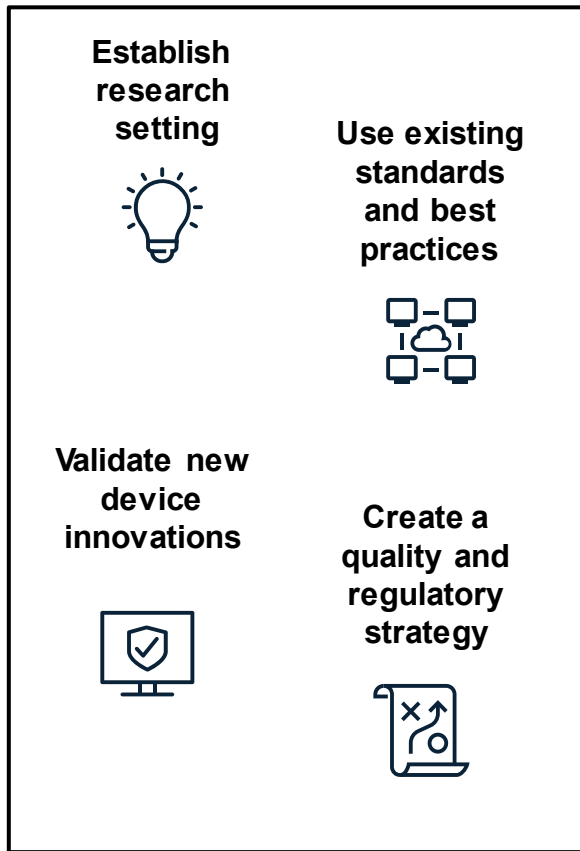 Establish
research
setting
Use existing
standards
and best
practices
Validate new
device
innovations
Create a
quality and
regulatory
strategy